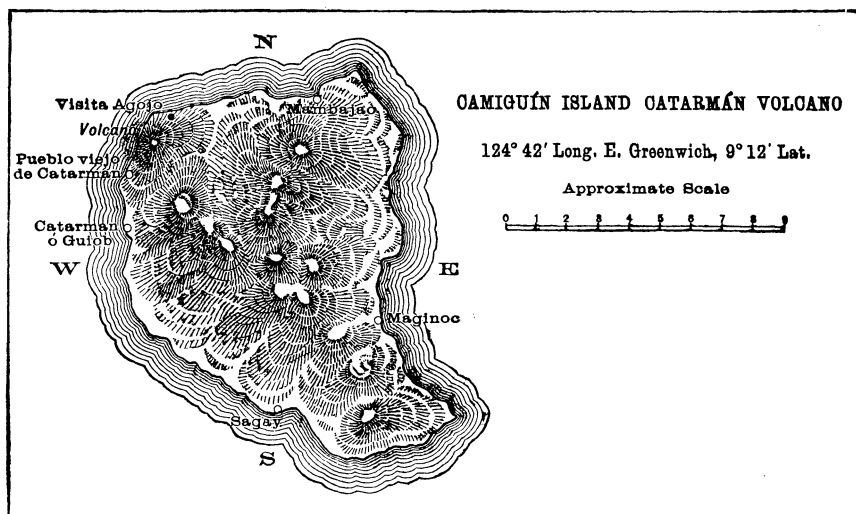 N
CAMIGUÍN ISLAND CATARMÁN VOLCANO
124° 42' Long. E. Greenwich, 9° 12' Lat.
Approximate Scale
0 1 2 3 4 5 6 7 8 9
Visita Agojo
Mambajao
Volcano
Pueblo viejo
de Catarman
Catarman
ó Guiob
W
E
Maginoc
Sagay
S